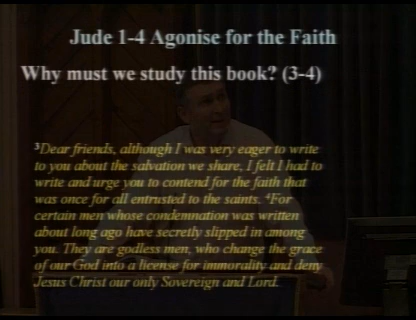 Jude 1-4 Agonise for the Faith
Why must we study this book? (3-4)
³Dear friends, although I was very eager to write
to you about the salvation we share, I felt I had to
write and urge you to contend for the faith that
was once for all entrusted to the saints. ⁴For
certain men whose condemnation was written
about long ago have secretly slipped in among
you. They are godless men, who change the grace
of our God into a license for immorality and deny
Jesus Christ our only Sovereign and Lord.